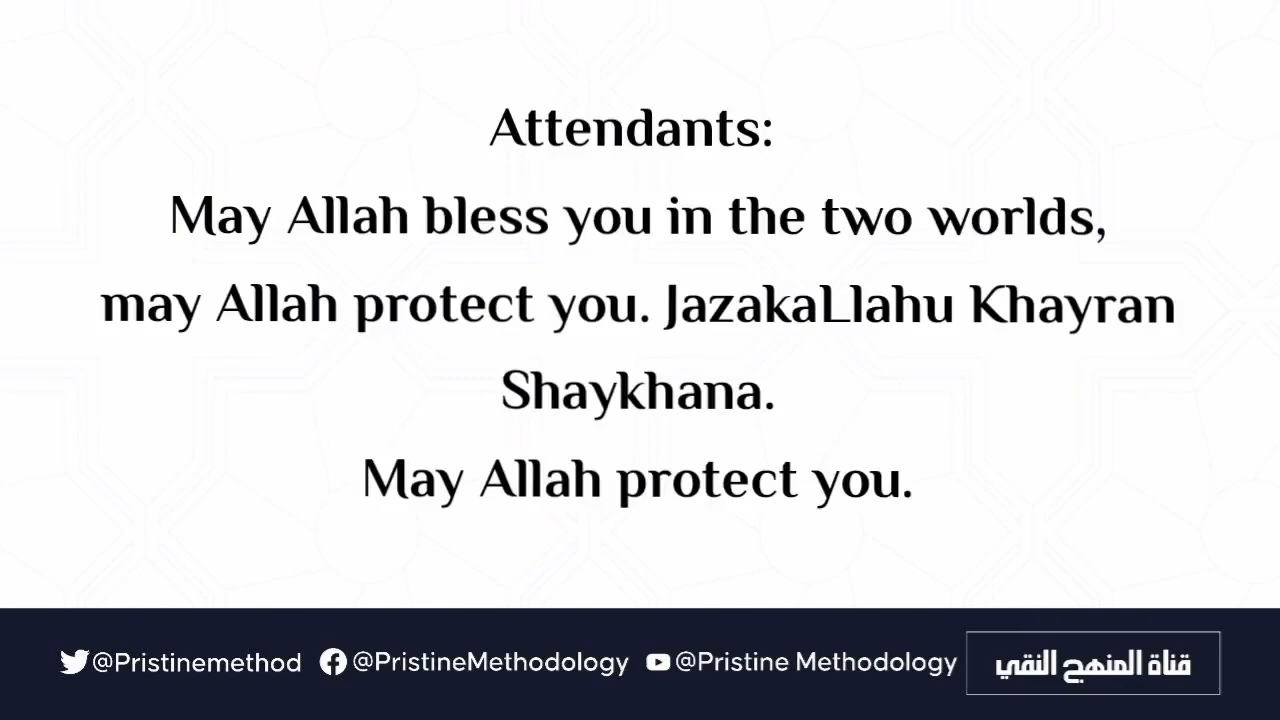 Attendants:
May Allah bless you in the two worlds,
may Allah protect you. JazakaLlahu Khayran
Shaykhana.
May Allah protect you.
@Pristinemethod @PristineMethodology @Pristine Methodology قناة المنهج النقي